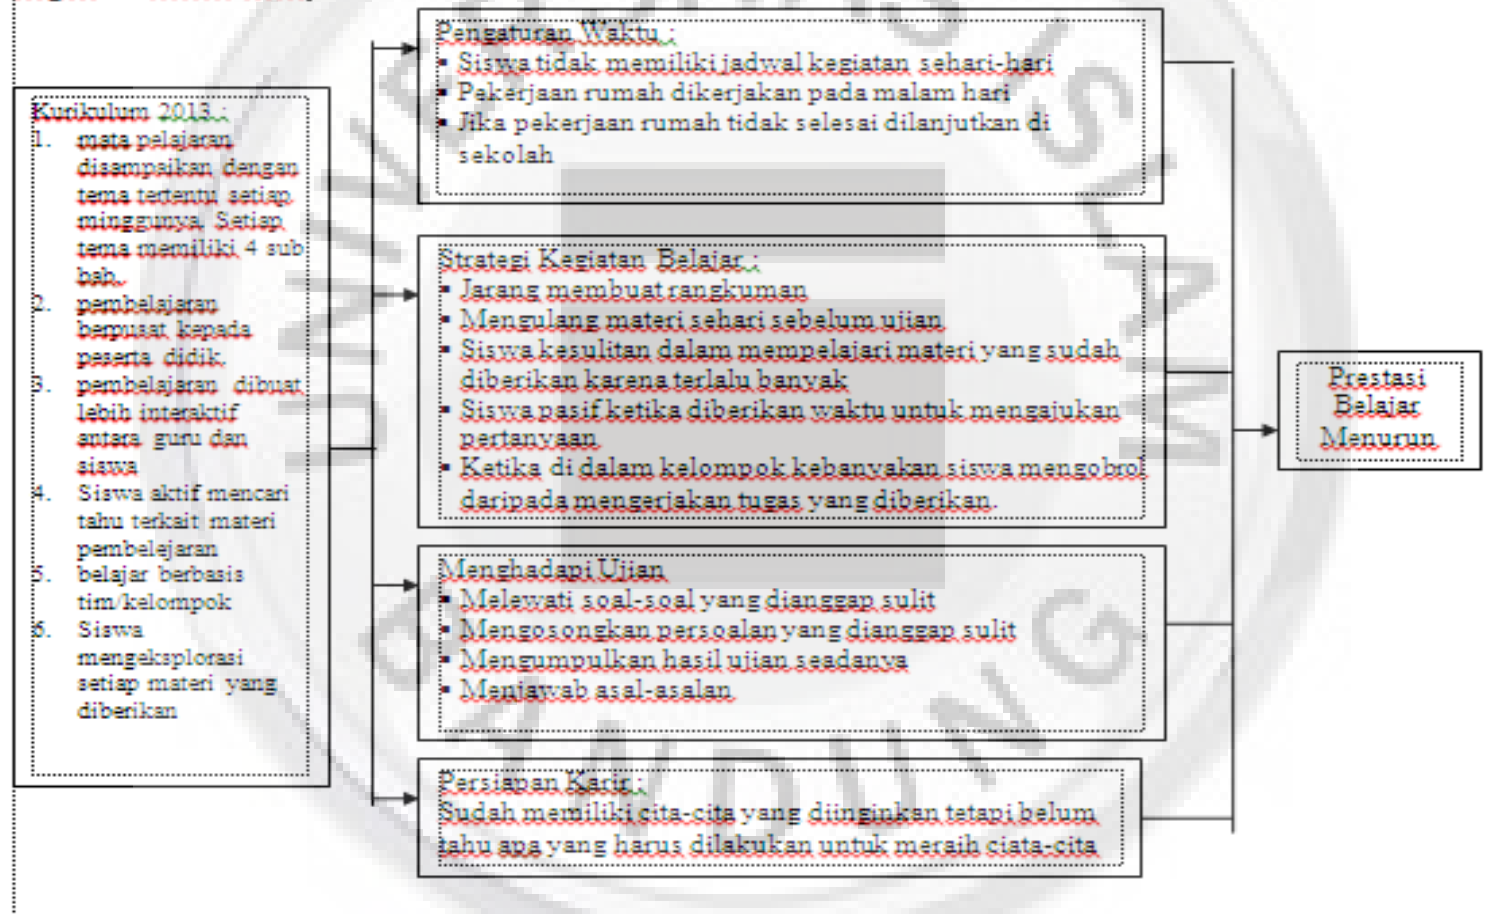 Kurikulum 2013 :
1. mata pelajaran
disampaikan dengan
tema tertentu setiap
minggunya. Setiap
tema memiliki 4 sub
bab.
2. pembelajaran
berpusat kepada
peserta didik.
3. pembelajaran dibuat
lebih interaktif
antara guru dan
siswa
4. Siswa aktif mencari
tahu terkait materi
pembelejaran
5. belajar berbasis
tim/kelompok
6. Siswa
mengeksplorasi
setiap materi yang
diberikan
Pengaturan Waktu :
▪ Siswa tidak memiliki jadwal kegiatan sehari-hari
▪ Pekerjaan rumah dikerjakan pada malam hari
▪ Jika pekerjaan rumah tidak selesai dilanjutkan di
sekolah
Strategi Kegiatan Belajar :
▪ Jarang membuat rangkuman
▪ Mengulang materi sehari sebelum ujian
▪ Siswa kesulitan dalam mempelajari materi yang sudah
diberikan karena terlalu banyak
▪ Siswa pasif ketika diberikan waktu untuk mengajukan
pertanyaan
▪ Ketika di dalam kelompok kebanyakan siswa mengobrol
daripada mengerjakan tugas yang diberikan.
Menghadapi Ujian
▪ Melewati soal-soal yang dianggap sulit
▪ Mengosongkan persoalan yang dianggap sulit
▪ Mengumpulkan hasil ujian seadanya
▪ Menjawab asal-asalan
Persiapan Karir :
Sudah memiliki cita-cita yang diinginkan tetapi belum
tahu apa yang harus dilakukan untuk meraih ciata-cita
Prestasi
Belajar
Menurun
ISLAM
BANDUNG